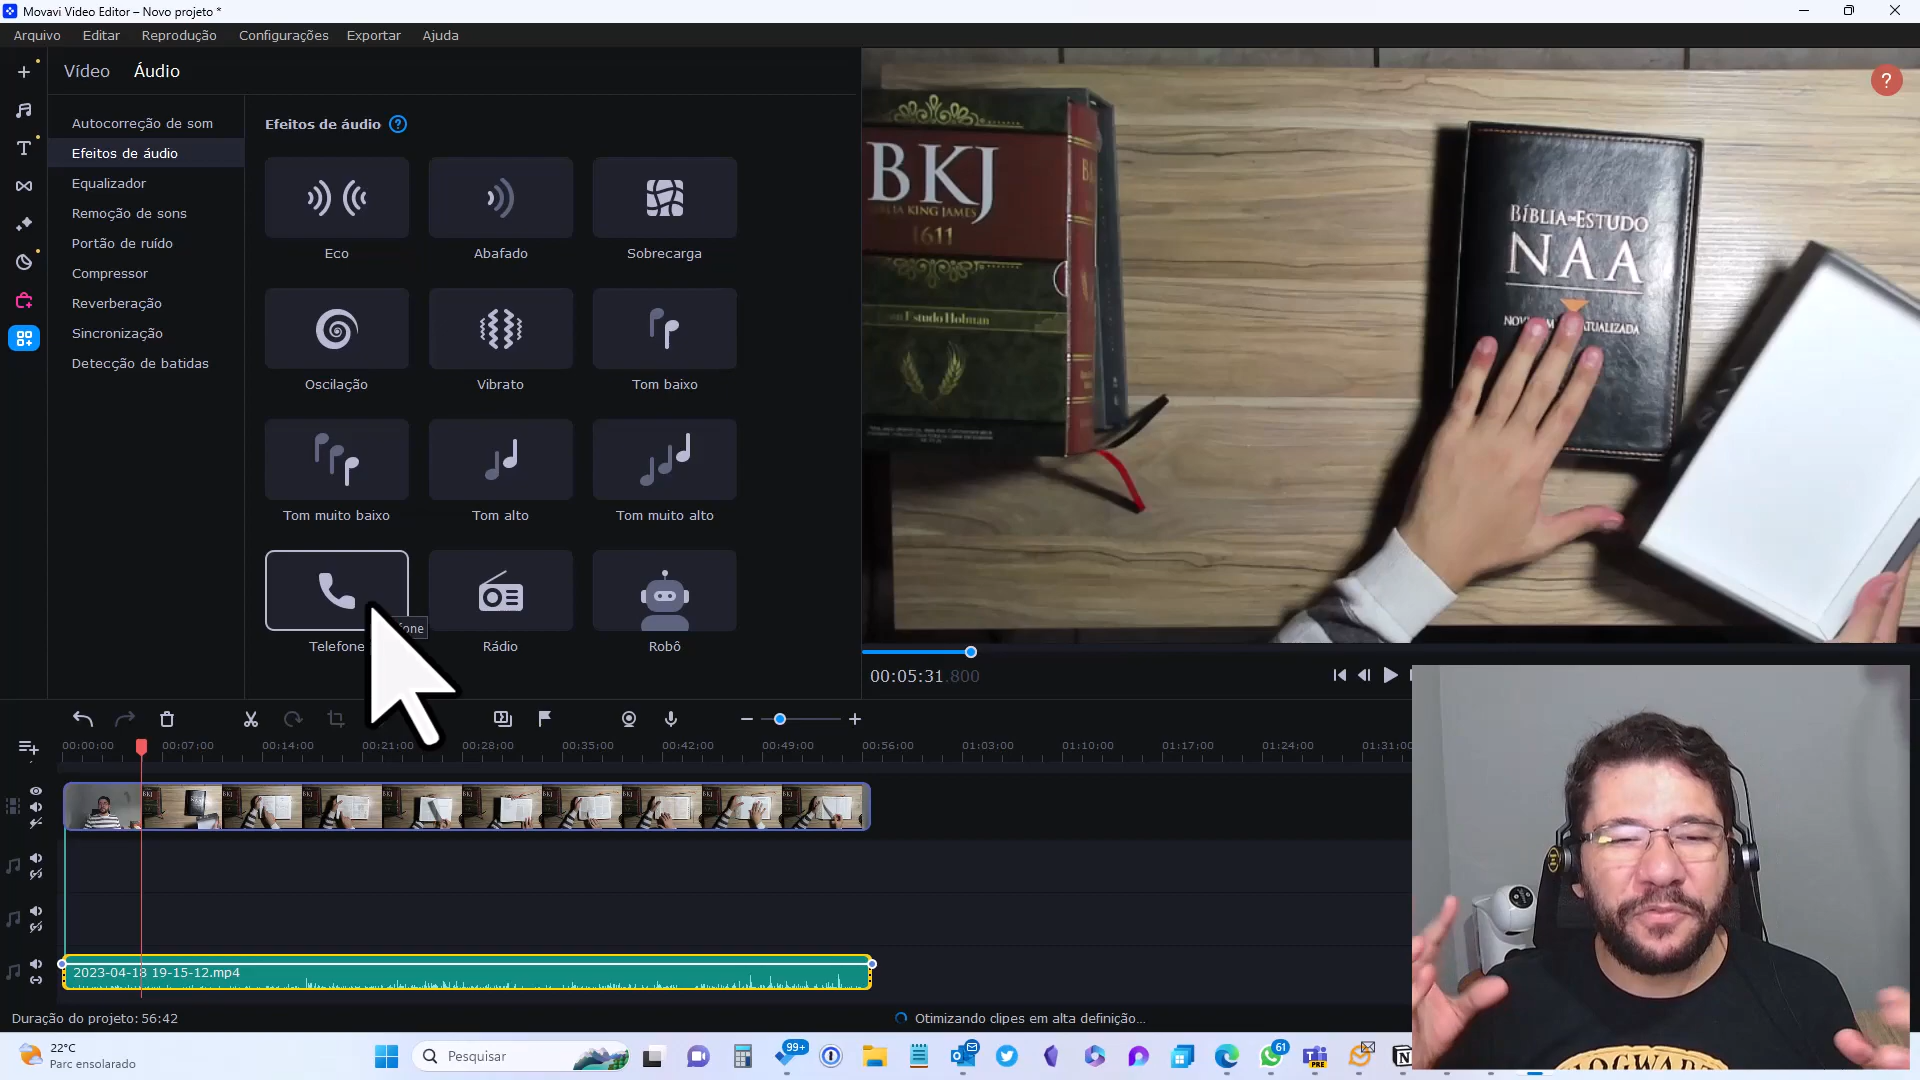 Movavi Video Editor – Novo projeto *
Arquivo Editar Reprodução Configurações Exportar Ajuda
Vídeo Áudio
Autocorreção de som
Efeitos de áudio
Equalizador
Remoção de sons
Portão de ruído
Compressor
Reverberação
Sincronização
Detecção de batidas
Efeitos de áudio ?
Eco Abafado Sobrecarga
Oscilação Vibrato Tom baixo
Tom muito baixo Tom alto Tom muito alto
Telefone Rádio Robô
?
BKJ
1611
BÍBLIA DE ESTUDO
NAA
00:05:31.800
00:00:00 00:07:00 00:14:00 00:21:00 00:28:00 00:35:00 00:42:00 00:49:00 00:56:00 01:03:00 01:10:00 01:17:00 01:24:00 01:31:00
2023-04-18 19-15-12.mp4
Duração do projeto: 56:42
Otimizando clipes em alta definição...
22°C
Parc ensolarado
Pesquisar
99+
61
PRE
HOGWARTS